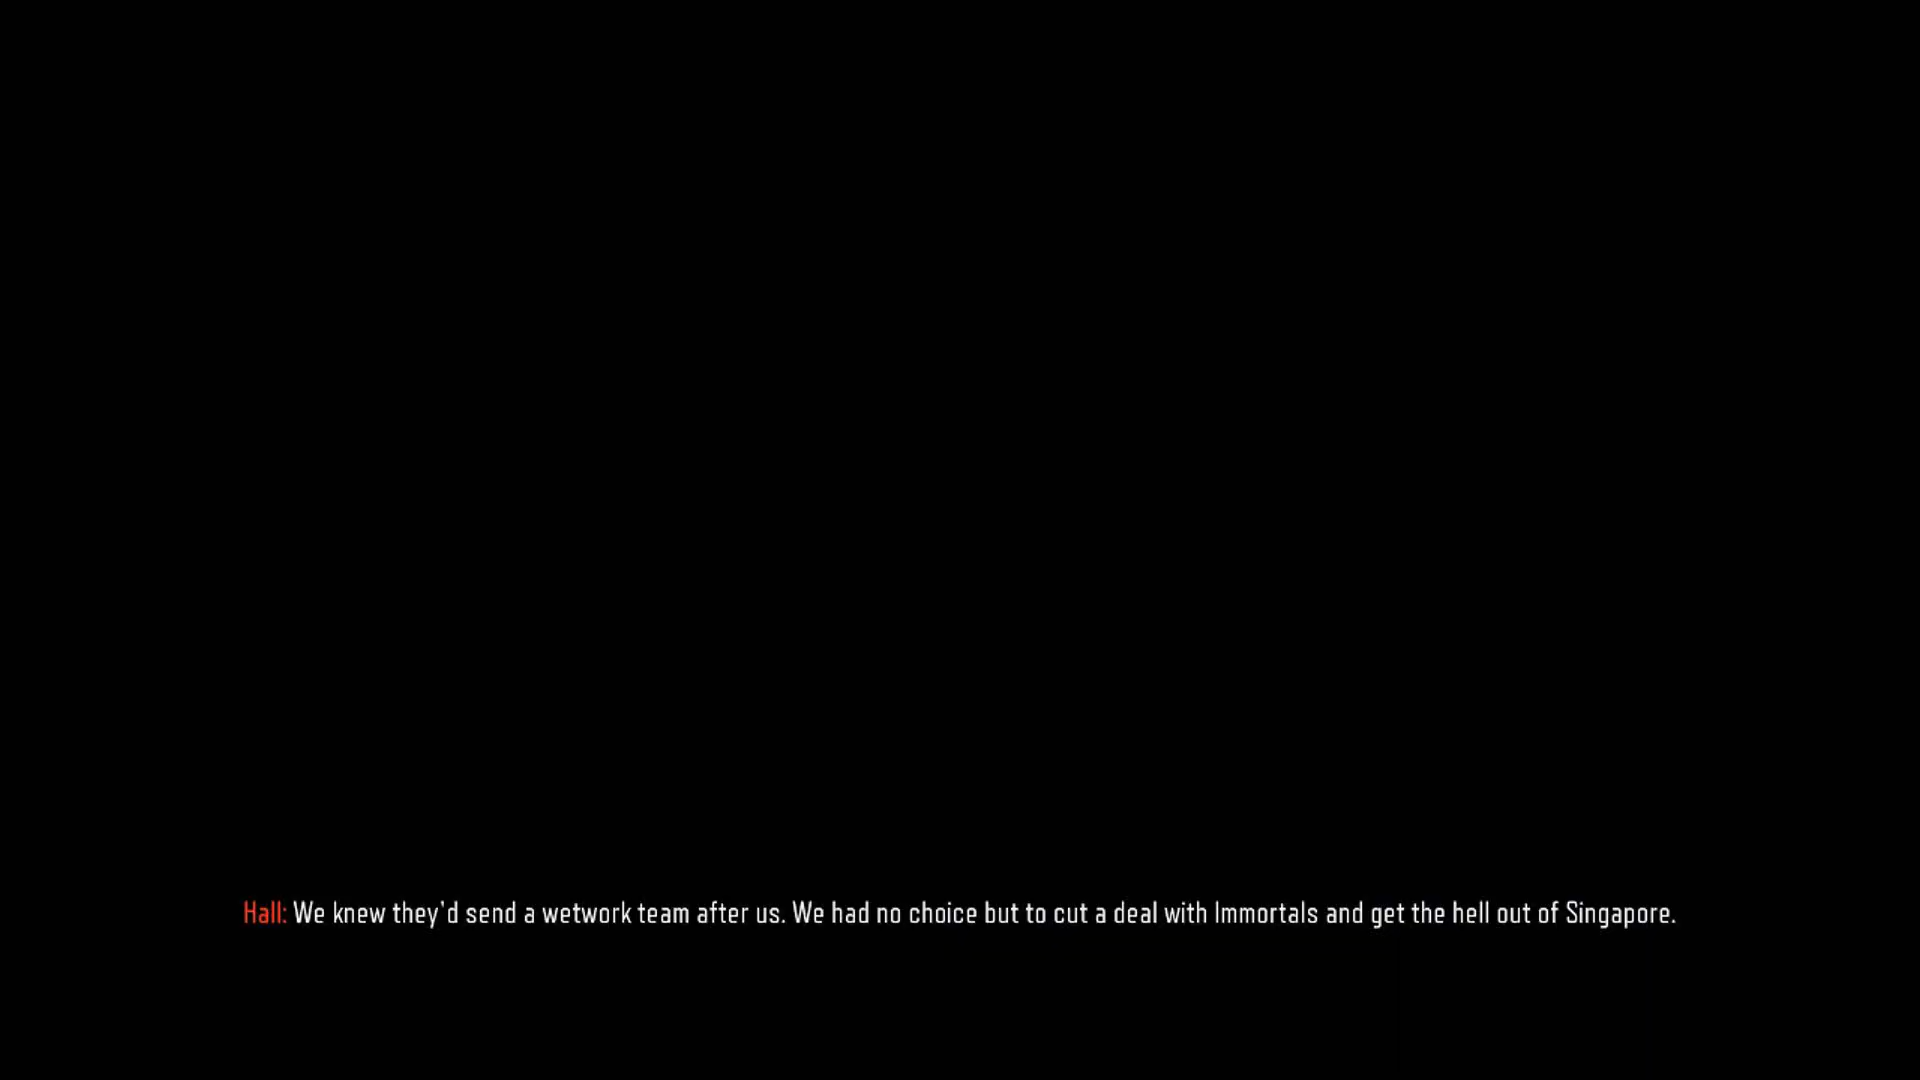 Hall: We knew they'd send a wetwork team after us. We had no choice but to cut a deal with Immortals and get the hell out of Singapore.